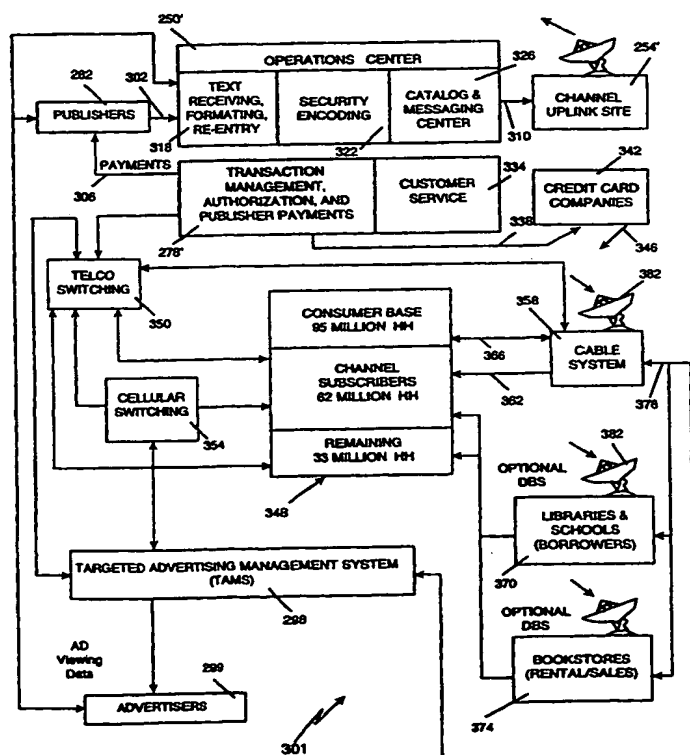 250'
OPERATIONS CENTER
326
254'
282
302
PUBLISHERS
TEXT
RECEIVING,
FORMATING,
RE-ENTRY
SECURITY
ENCODING
CATALOG &
MESSAGING
CENTER
CHANNEL
UPLINK SITE
318
322
310
PAYMENTS
306
TRANSACTION
MANAGEMENT,
AUTHORIZATION, AND
PUBLISHER PAYMENTS
CUSTOMER
SERVICE
334
342
CREDIT CARD
COMPANIES
278'
338
346
TELCO
SWITCHING
350
CONSUMER BASE
95 MILLION HH
358
382
CABLE
SYSTEM
366
362
378
CHANNEL
SUBSCRIBERS
62 MILLION HH
CELLULAR
SWITCHING
354
REMAINING
33 MILLION HH
348
OPTIONAL
DBS
382
LIBRARIES &
SCHOOLS
(BORROWERS)
370
TARGETED ADVERTISING MANAGEMENT SYSTEM
(TAMS)
298
OPTIONAL
DBS
BOOKSTORES
(RENTAL/SALES)
374
AD
Viewing
Data
299
ADVERTISERS
301